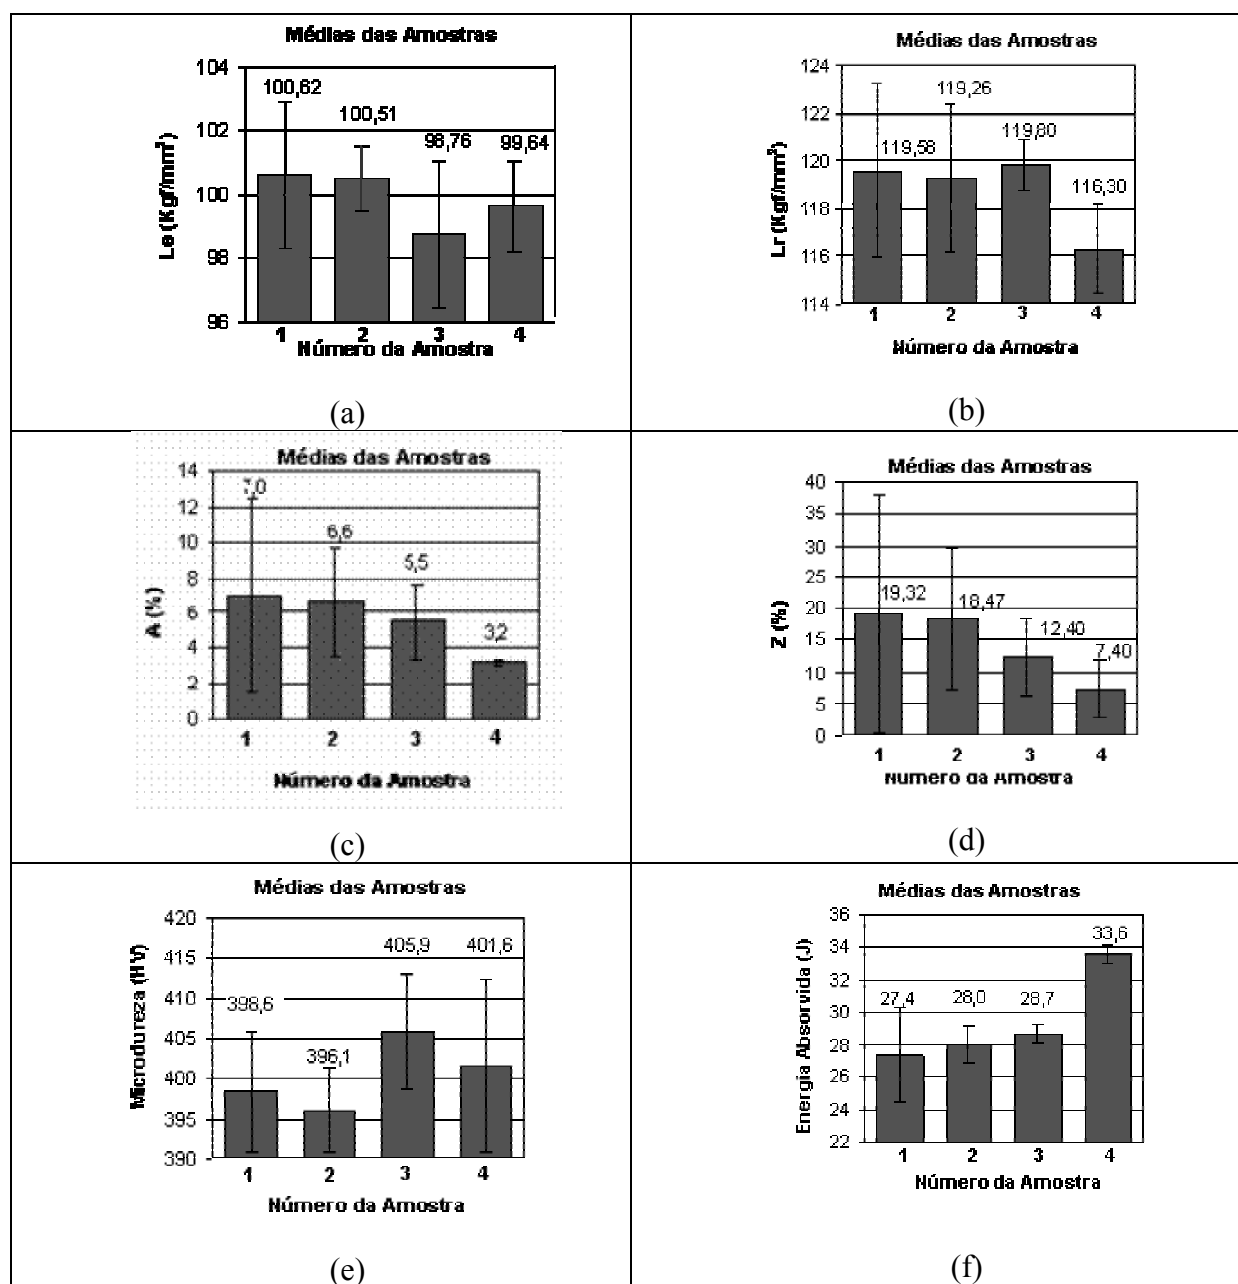 Médias das Amostras
104
102
100
98
96
Le (Kgf/mm²)
100,62
100,51
98,76
99,64
1 2 3 4
Número da Amostra
(a)
Médias das Amostras
124
122
120
118
116
114
Lr (Kgf/mm²)
119,58
119,26
119,80
116,30
1 2 3 4
Número da Amostra
(b)
Médias das Amostras
14
12
10
8
6
4
2
0
A (%)
7,0
6,6
5,5
3,2
1 2 3 4
Número da Amostra
(c)
Médias das Amostras
40
35
30
25
20
15
10
5
0
Z (%)
19,32
18,47
12,40
7,40
1 2 3 4
Número da Amostra
(d)
Médias das Amostras
420
415
410
405
400
395
390
Microdureza (HV)
398,6
396,1
405,9
401,6
1 2 3 4
Número da Amostra
(e)
Médias das Amostras
36
34
32
30
28
26
24
22
Energia Absorvida (J)
27,4
28,0
28,7
33,6
1 2 3 4
Número da Amostra
(f)